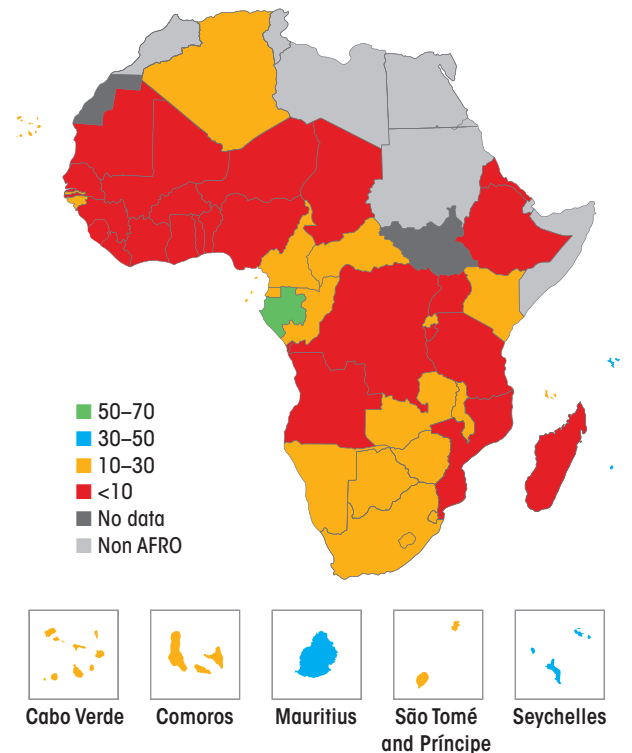 50–70
30–50
10–30
<10
No data
Non AFRO
Cabo Verde
Comoros
Mauritius
São Tomé
and Príncipe
Seychelles